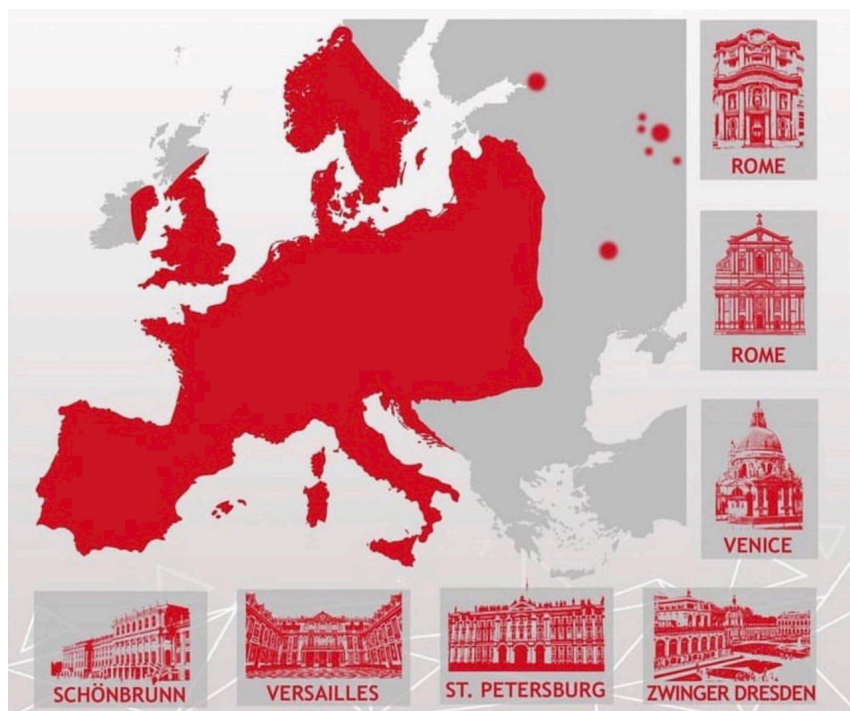 ROME
ROME
VENICE
SCHÖNBRUNN
VERSAILLES
ST. PETERSBURG
ZWINGER DRESDEN